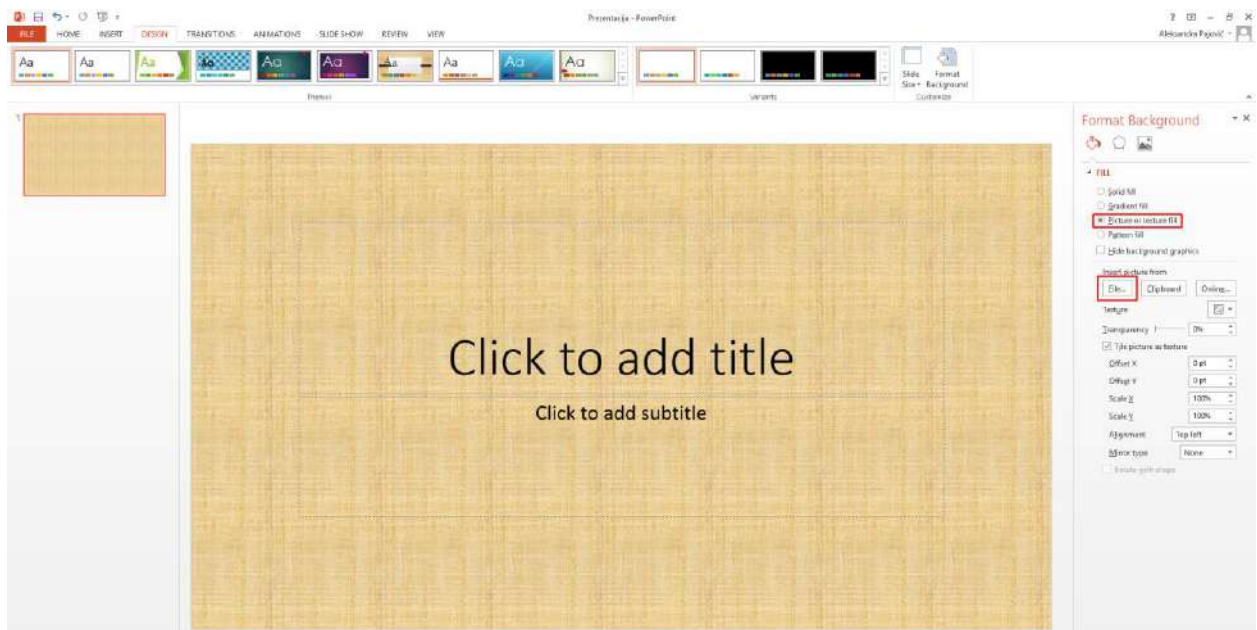 Prezentacija - PowerPoint
FILE HOME INSERT DESIGN TRANSITIONS ANIMATIONS SLIDE SHOW REVIEW VIEW
Aleksandra Pajović
Aa Aa Aa Aa Aa Aa Aa Aa Aa Aa
Slide Size
Format Background
Themes
Variants
Customize
1
Click to add title
Click to add subtitle
Format Background
FILL
Solid fill
Gradient fill
Picture or texture fill
Pattern fill
Hide background graphics
Insert picture from
File... Clipboard Online...
Texture
Transparency 0%
Tile picture as texture
Offset X 0 pt
Offset Y 0 pt
Scale X 100%
Scale Y 100%
Alignment Top left
Mirror type None
Rotate with shape